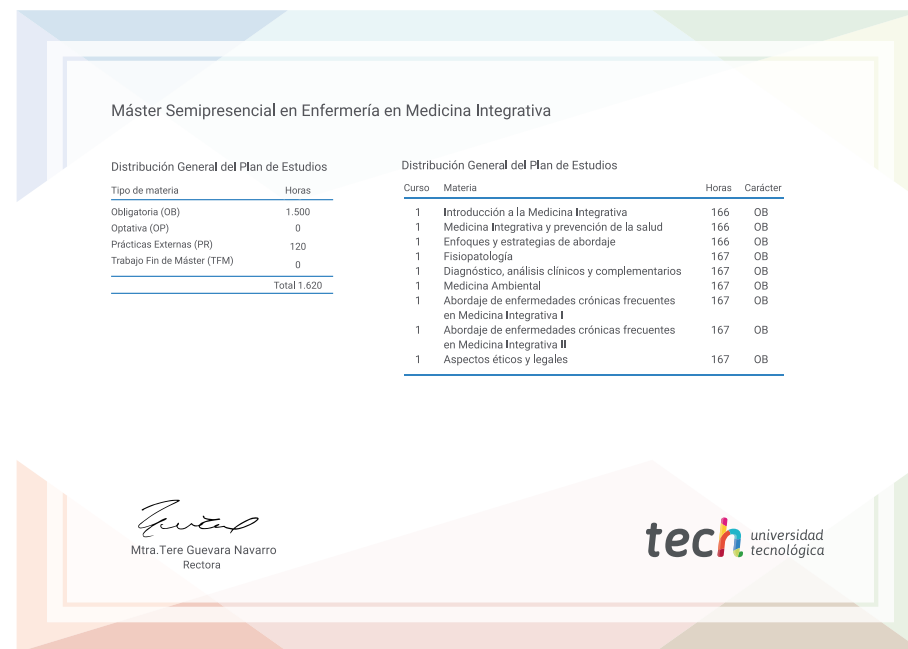 Máster Semipresencial en Enfermería en Medicina Integrativa
Distribución General del Plan de Estudios
Tipo de materia Horas
Obligatoria (OB) 1.500
Optativa (OP) 0
Prácticas Externas (PR) 120
Trabajo Fin de Máster (TFM) 0
Total 1.620
Distribución General del Plan de Estudios
Curso Materia Horas Carácter
1 Introducción a la Medicina Integrativa 166 OB
1 Medicina Integrativa y prevención de la salud 166 OB
1 Enfoques y estrategias de abordaje 166 OB
1 Fisiopatología 167 OB
1 Diagnóstico, análisis clínicos y complementarios 167 OB
1 Medicina Ambiental 167 OB
1 Abordaje de enfermedades crónicas frecuentes 167 OB
en Medicina Integrativa I
1 Abordaje de enfermedades crónicas frecuentes 167 OB
en Medicina Integrativa II
1 Aspectos éticos y legales 167 OB
Mtra.Tere Guevara Navarro
Rectora
tech universidad
tecnológica